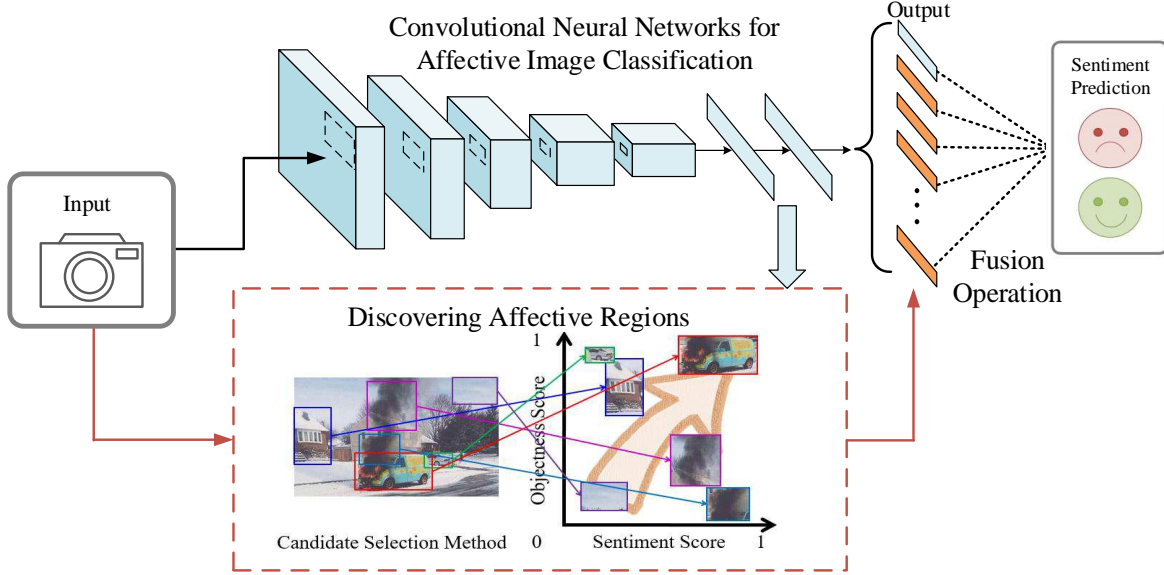 Convolutional Neural Networks for
Affective Image Classification
Output
Sentiment
Prediction
Input
Fusion
Operation
Discovering Affective Regions
1
Objectness Score
Candidate Selection Method
0
Sentiment Score
1